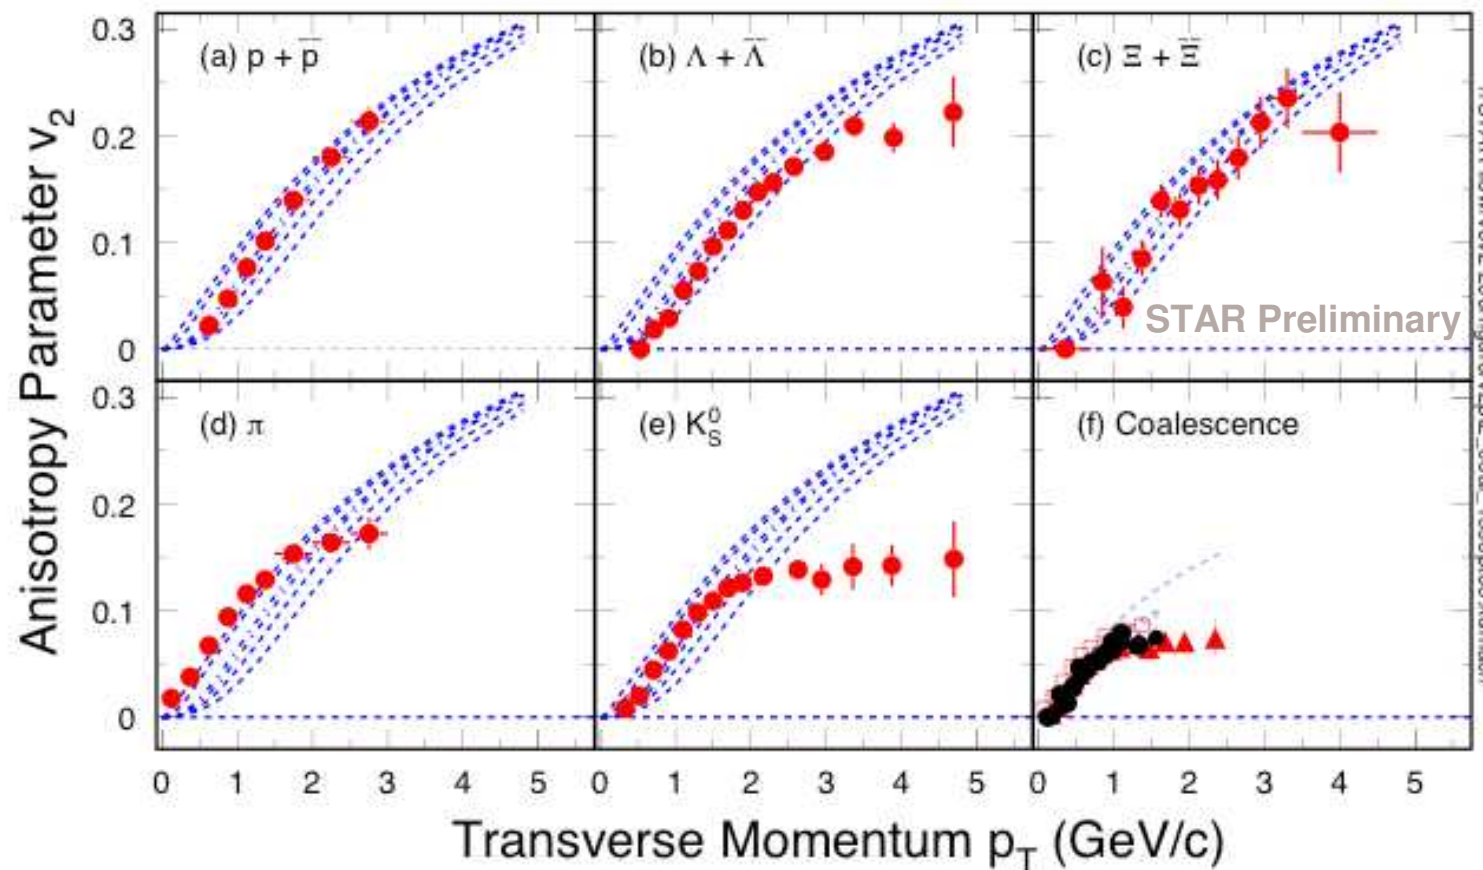 Anisotropy Parameter v₂
0.3
0.2
0.1
0
(a) p + p̅
(b) Λ + Λ̅
(c) Ξ + Ξ̅
STAR Preliminary
0.3
0.2
0.1
0
(d) π
(e) K⁰S
(f) Coalescence
0 1 2 3 4 5 0 1 2 3 4 5 0 1 2 3 4 5
Transverse Momentum pT (GeV/c)